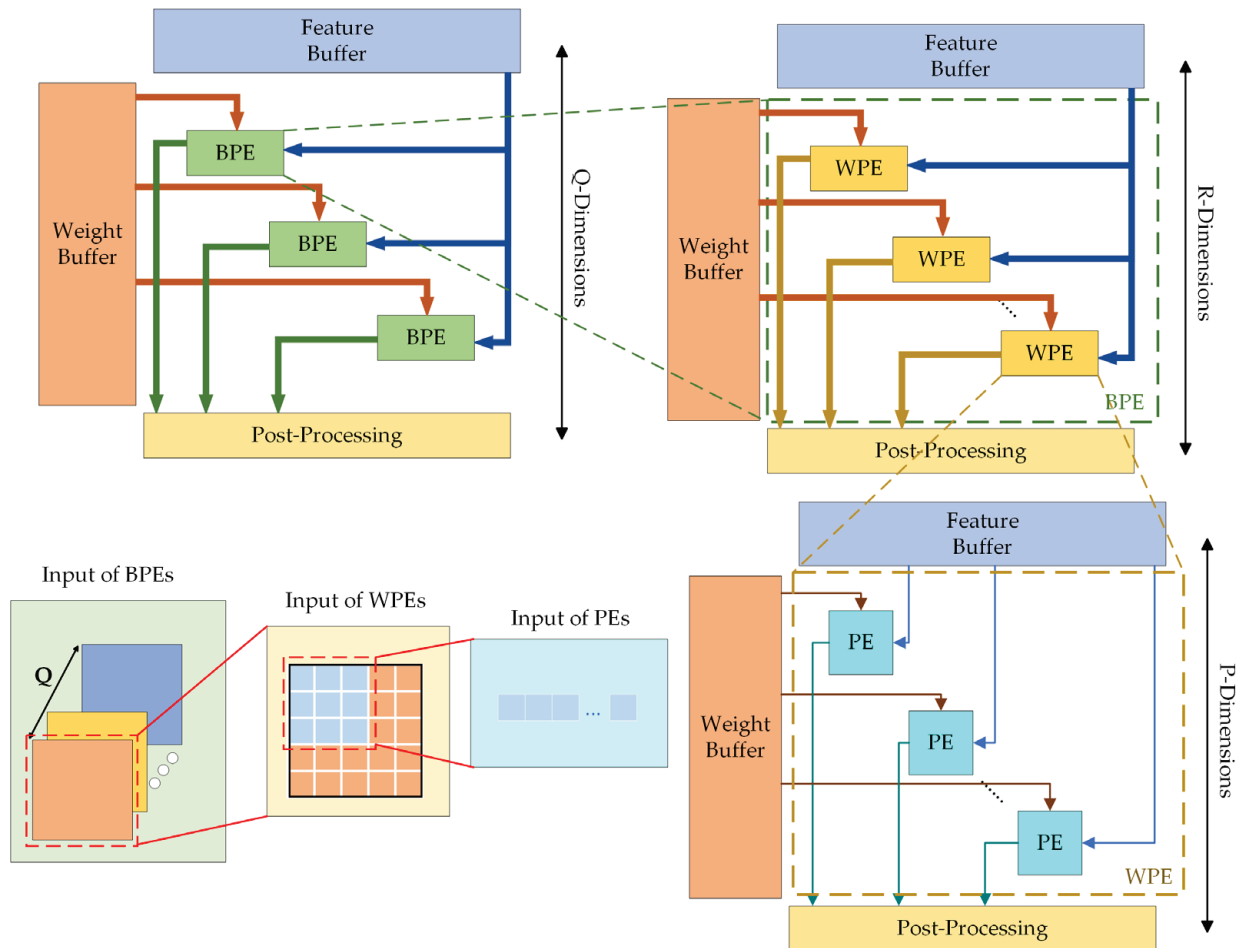 Feature
Buffer
Weight
Buffer
BPE
BPE
BPE
Q-Dimensions
Post-Processing
Feature
Buffer
Weight
Buffer
WPE
WPE
WPE
BPE
R-Dimensions
Post-Processing
Input of BPEs
Q
Input of WPEs
Input of PEs
...
Feature
Buffer
Weight
Buffer
PE
PE
PE
WPE
P-Dimensions
Post-Processing